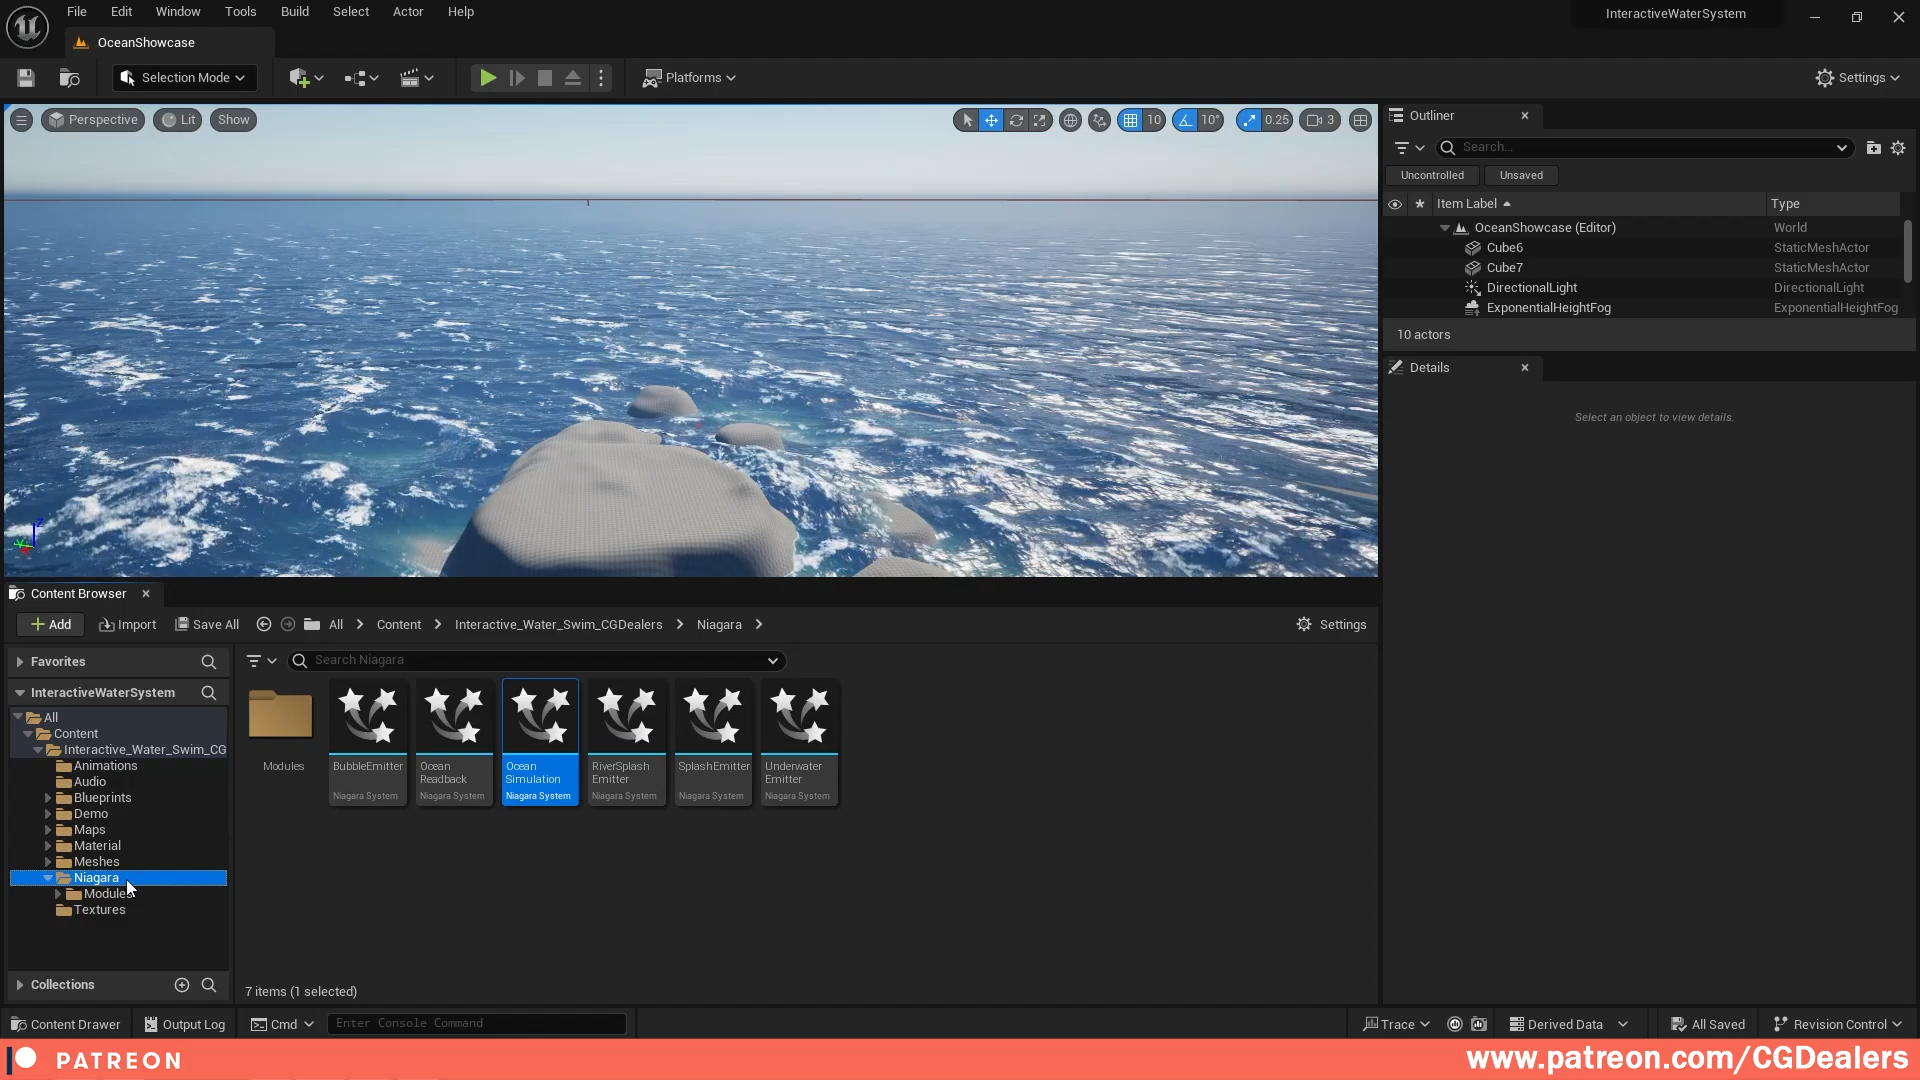 File Edit Window Tools Build Select Actor Help
InteractiveWaterSystem
OceanShowcase
Selection Mode
Platforms
Settings
Perspective Lit Show
10 10° 0.25 3
Outliner
Search...
Uncontrolled Unsaved
Item Label Type
OceanShowcase (Editor) World
Cube6 StaticMeshActor
Cube7 StaticMeshActor
DirectionalLight DirectionalLight
ExponentialHeightFog ExponentialHeightFog
10 actors
Details
Select an object to view details.
Content Browser
Add Import Save All All > Content > Interactive_Water_Swim_CGDealers > Niagara >
Settings
Favorites
Search Niagara
InteractiveWaterSystem
All
Content
Interactive_Water_Swim_CG
Animations
Audio
Blueprints
Demo
Maps
Material
Meshes
Niagara
Modules
Textures
Collections
Modules
BubbleEmitter
Niagara System
Ocean
Readback
Niagara System
Ocean
Simulation
Niagara System
RiverSplash
Emitter
Niagara System
SplashEmitter
Niagara System
Underwater
Emitter
Niagara System
7 items (1 selected)
Content Drawer Output Log Cmd Enter Console Command
Trace Derived Data All Saved Revision Control
PATREON
www.patreon.com/CGDealers